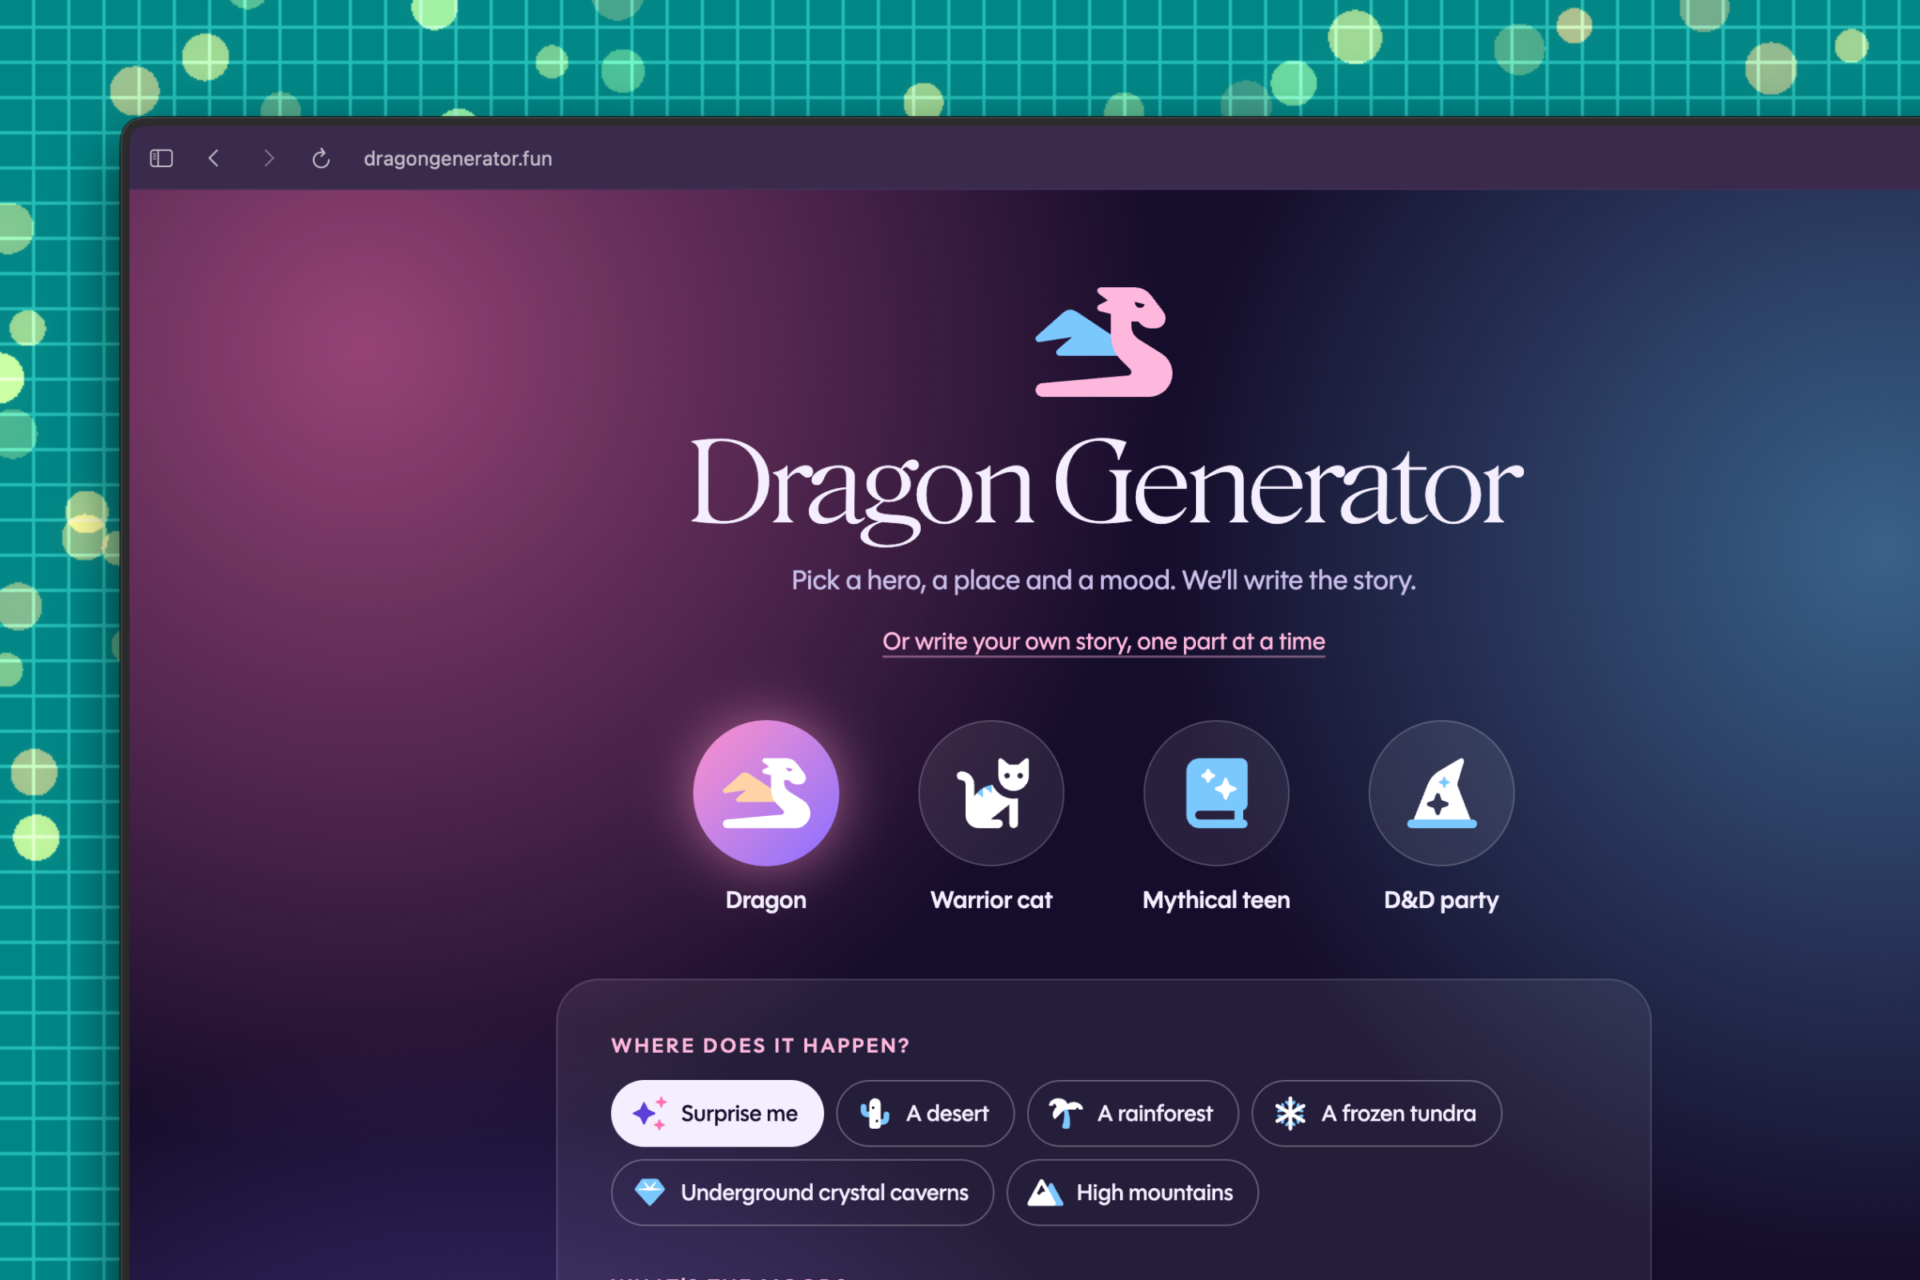 dragongenerator.fun
Dragon Generator
Pick a hero, a place and a mood. We'll write the story.
Or write your own story, one part at a time
Dragon
Warrior cat
Mythical teen
D&D party
WHERE DOES IT HAPPEN?
Surprise me
A desert
A rainforest
A frozen tundra
Underground crystal caverns
High mountains